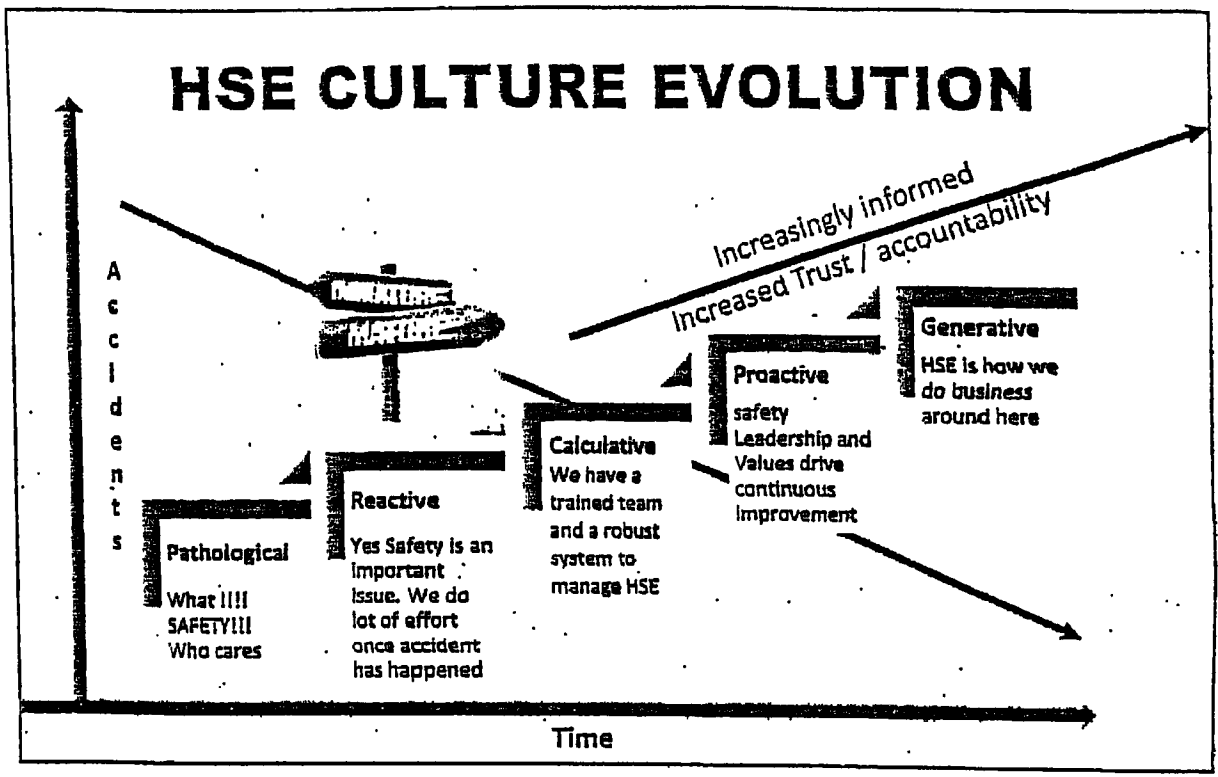 HSE CULTURE EVOLUTION
Accidents
Increasingly informed
Increased Trust / accountability
Generative
HSE is how we
do business
around here
Proactive
safety
Leadership and
Values drive
continuous
Improvement
Calculative
We have a
trained team
and a robust
system to
manage HSE
Reactive
Yes Safety is an
important
issue. We do
lot of effort
once accident
has happened
Pathological
What !!!!
SAFETY!!!
Who cares
Time